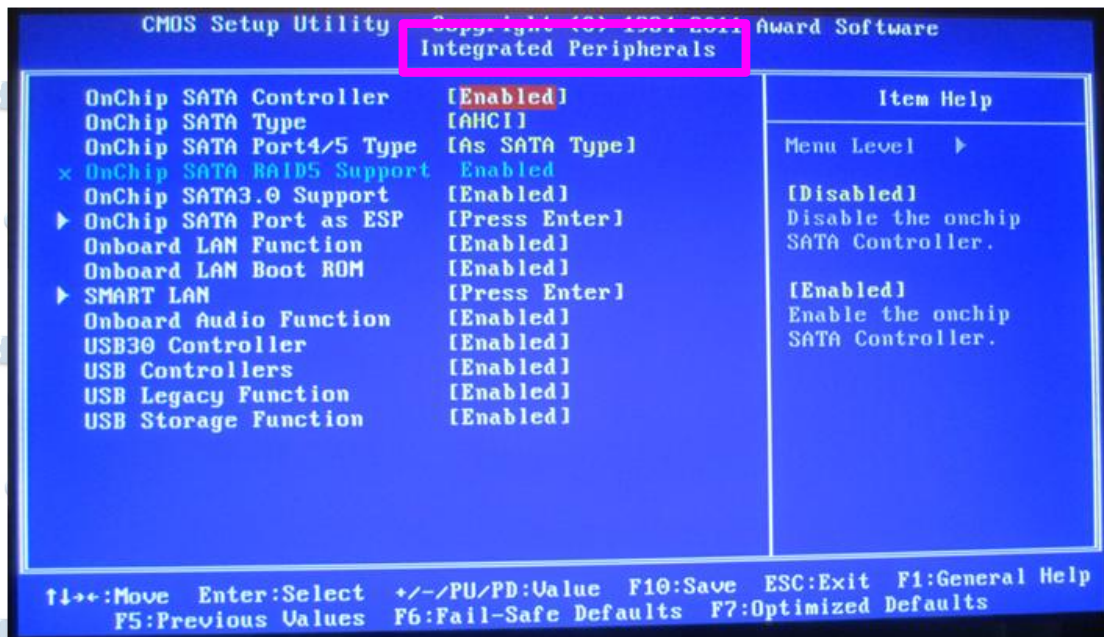 CMOS Setup Utility Copyright (C) 1984-2011 Award Software
Integrated Peripherals
OnChip SATA Controller [Enabled]
OnChip SATA Type [AHCI]
OnChip SATA Port4/5 Type [As SATA Type]
x OnChip SATA RAID5 Support Enabled
OnChip SATA3.0 Support [Enabled]
▶ OnChip SATA Port as ESP [Press Enter]
Onboard LAN Function [Enabled]
Onboard LAN Boot ROM [Enabled]
▶ SMART LAN [Press Enter]
Onboard Audio Function [Enabled]
USB30 Controller [Enabled]
USB Controllers [Enabled]
USB Legacy Function [Enabled]
USB Storage Function [Enabled]
Item Help
Menu Level ▶
[Disabled]
Disable the onchip
SATA Controller.
[Enabled]
Enable the onchip
SATA Controller.
↑↓→←:Move Enter:Select +/-/PU/PD:Value F10:Save ESC:Exit F1:General Help
F5:Previous Values F6:Fail-Safe Defaults F7:Optimized Defaults